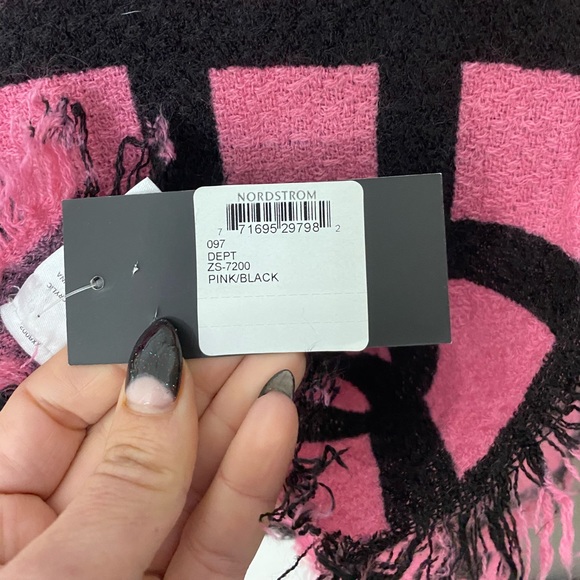 NORDSTROM
7 71695 29798 2
097
DEPT
ZS-7200
PINK/BLACK